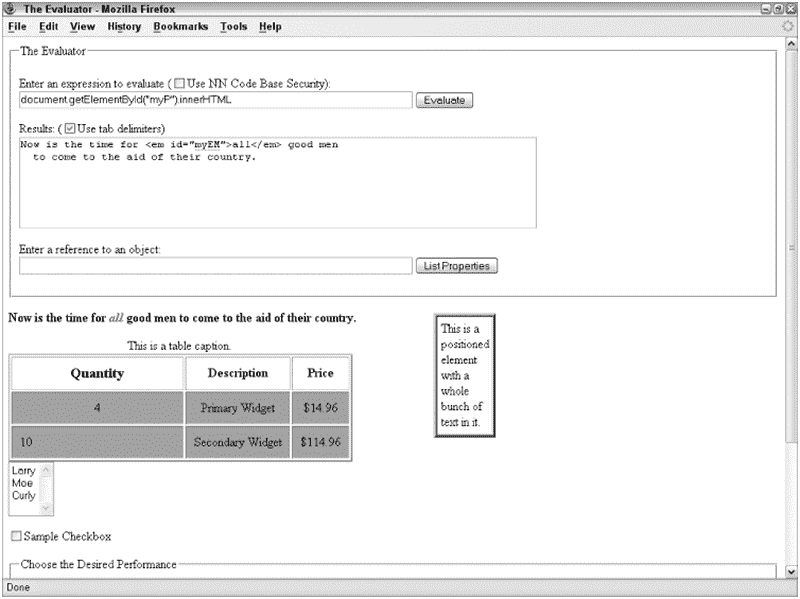 The Evaluator - Mozilla Firefox
File Edit View History Bookmarks Tools Help
The Evaluator
Enter an expression to evaluate ( Use NN Code Base Security):
document.getElementById("myP").innerHTML Evaluate
Results: ( Use tab delimiters)
Now is the time for <em id="myEM">all</em> good men
to come to the aid of their country.
Enter a reference to an object:
List Properties
Now is the time for all good men to come to the aid of their country.
This is a table caption.
Quantity Description Price
4 Primary Widget $14.96
10 Secondary Widget $114.96
This is a
positioned
element
with a
whole
bunch of
text in it.
Larry
Moe
Curly
Sample Checkbox
Choose the Desired Performance
Done